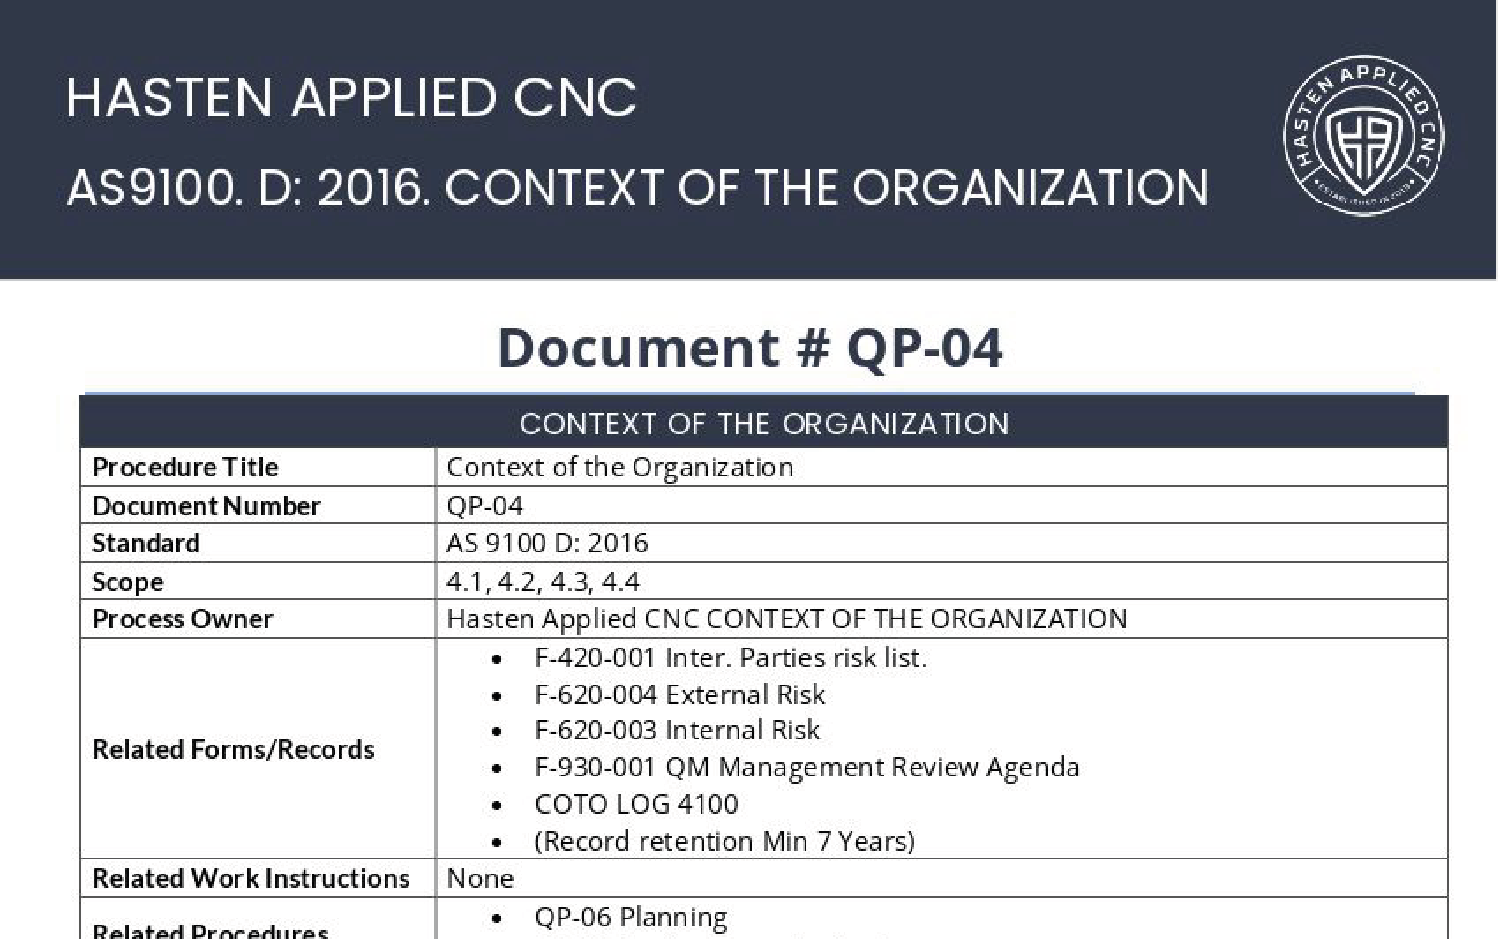 HASTEN APPLIED CNC
AS9100. D: 2016. CONTEXT OF THE ORGANIZATION
HASTEN APPLIED CNC
Document # QP-04
CONTEXT OF THE ORGANIZATION
Procedure Title Context of the Organization
Document Number QP-04
Standard AS 9100 D: 2016
Scope 4.1, 4.2, 4.3, 4.4
Process Owner Hasten Applied CNC CONTEXT OF THE ORGANIZATION
Related Forms/Records
• F-420-001 Inter. Parties risk list.
• F-620-004 External Risk
• F-620-003 Internal Risk
• F-930-001 QM Management Review Agenda
• COTO LOG 4100
• (Record retention Min 7 Years)
Related Work Instructions None
Related Procedures
• QP-06 Planning